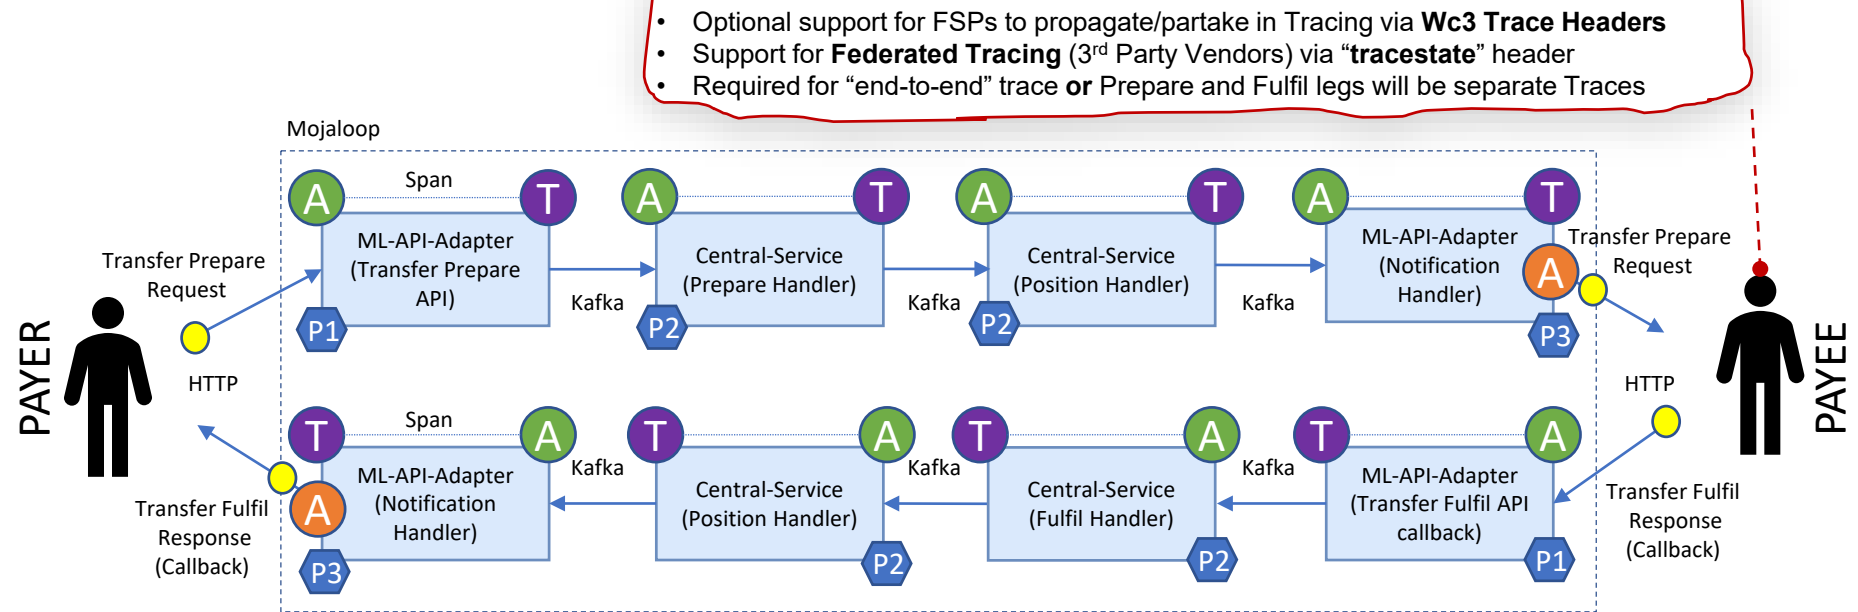 • Optional support for FSPs to propagate/partake in Tracing via Wc3 Trace Headers
• Support for Federated Tracing (3rd Party Vendors) via “tracestate” header
• Required for “end-to-end” trace or Prepare and Fulfil legs will be separate Traces
Mojaloop
A
Span
T
A
T
A
T
A
T
ML-API-Adapter
(Transfer Prepare
API)
Central-Service
(Prepare Handler)
Central-Service
(Position Handler)
ML-API-Adapter
(Notification
Handler)
A
Transfer Prepare
Request
Transfer Prepare
Request
Kafka
Kafka
Kafka
P1
P2
P2
P3
PAYER
PAYEE
HTTP
HTTP
T
Span
A
T
A
T
A
T
A
Kafka
Kafka
Kafka
ML-API-Adapter
(Notification
Handler)
Central-Service
(Position Handler)
Central-Service
(Fulfil Handler)
ML-API-Adapter
(Transfer Fulfil API
callback)
A
Transfer Fulfil
Response
(Callback)
Transfer Fulfil
Response
(Callback)
P3
P2
P2
P1